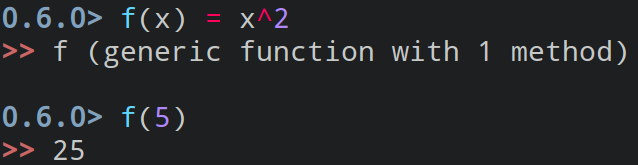 0.6.0> f(x) = x^2
>> f (generic function with 1 method)
0.6.0> f(5)
>> 25